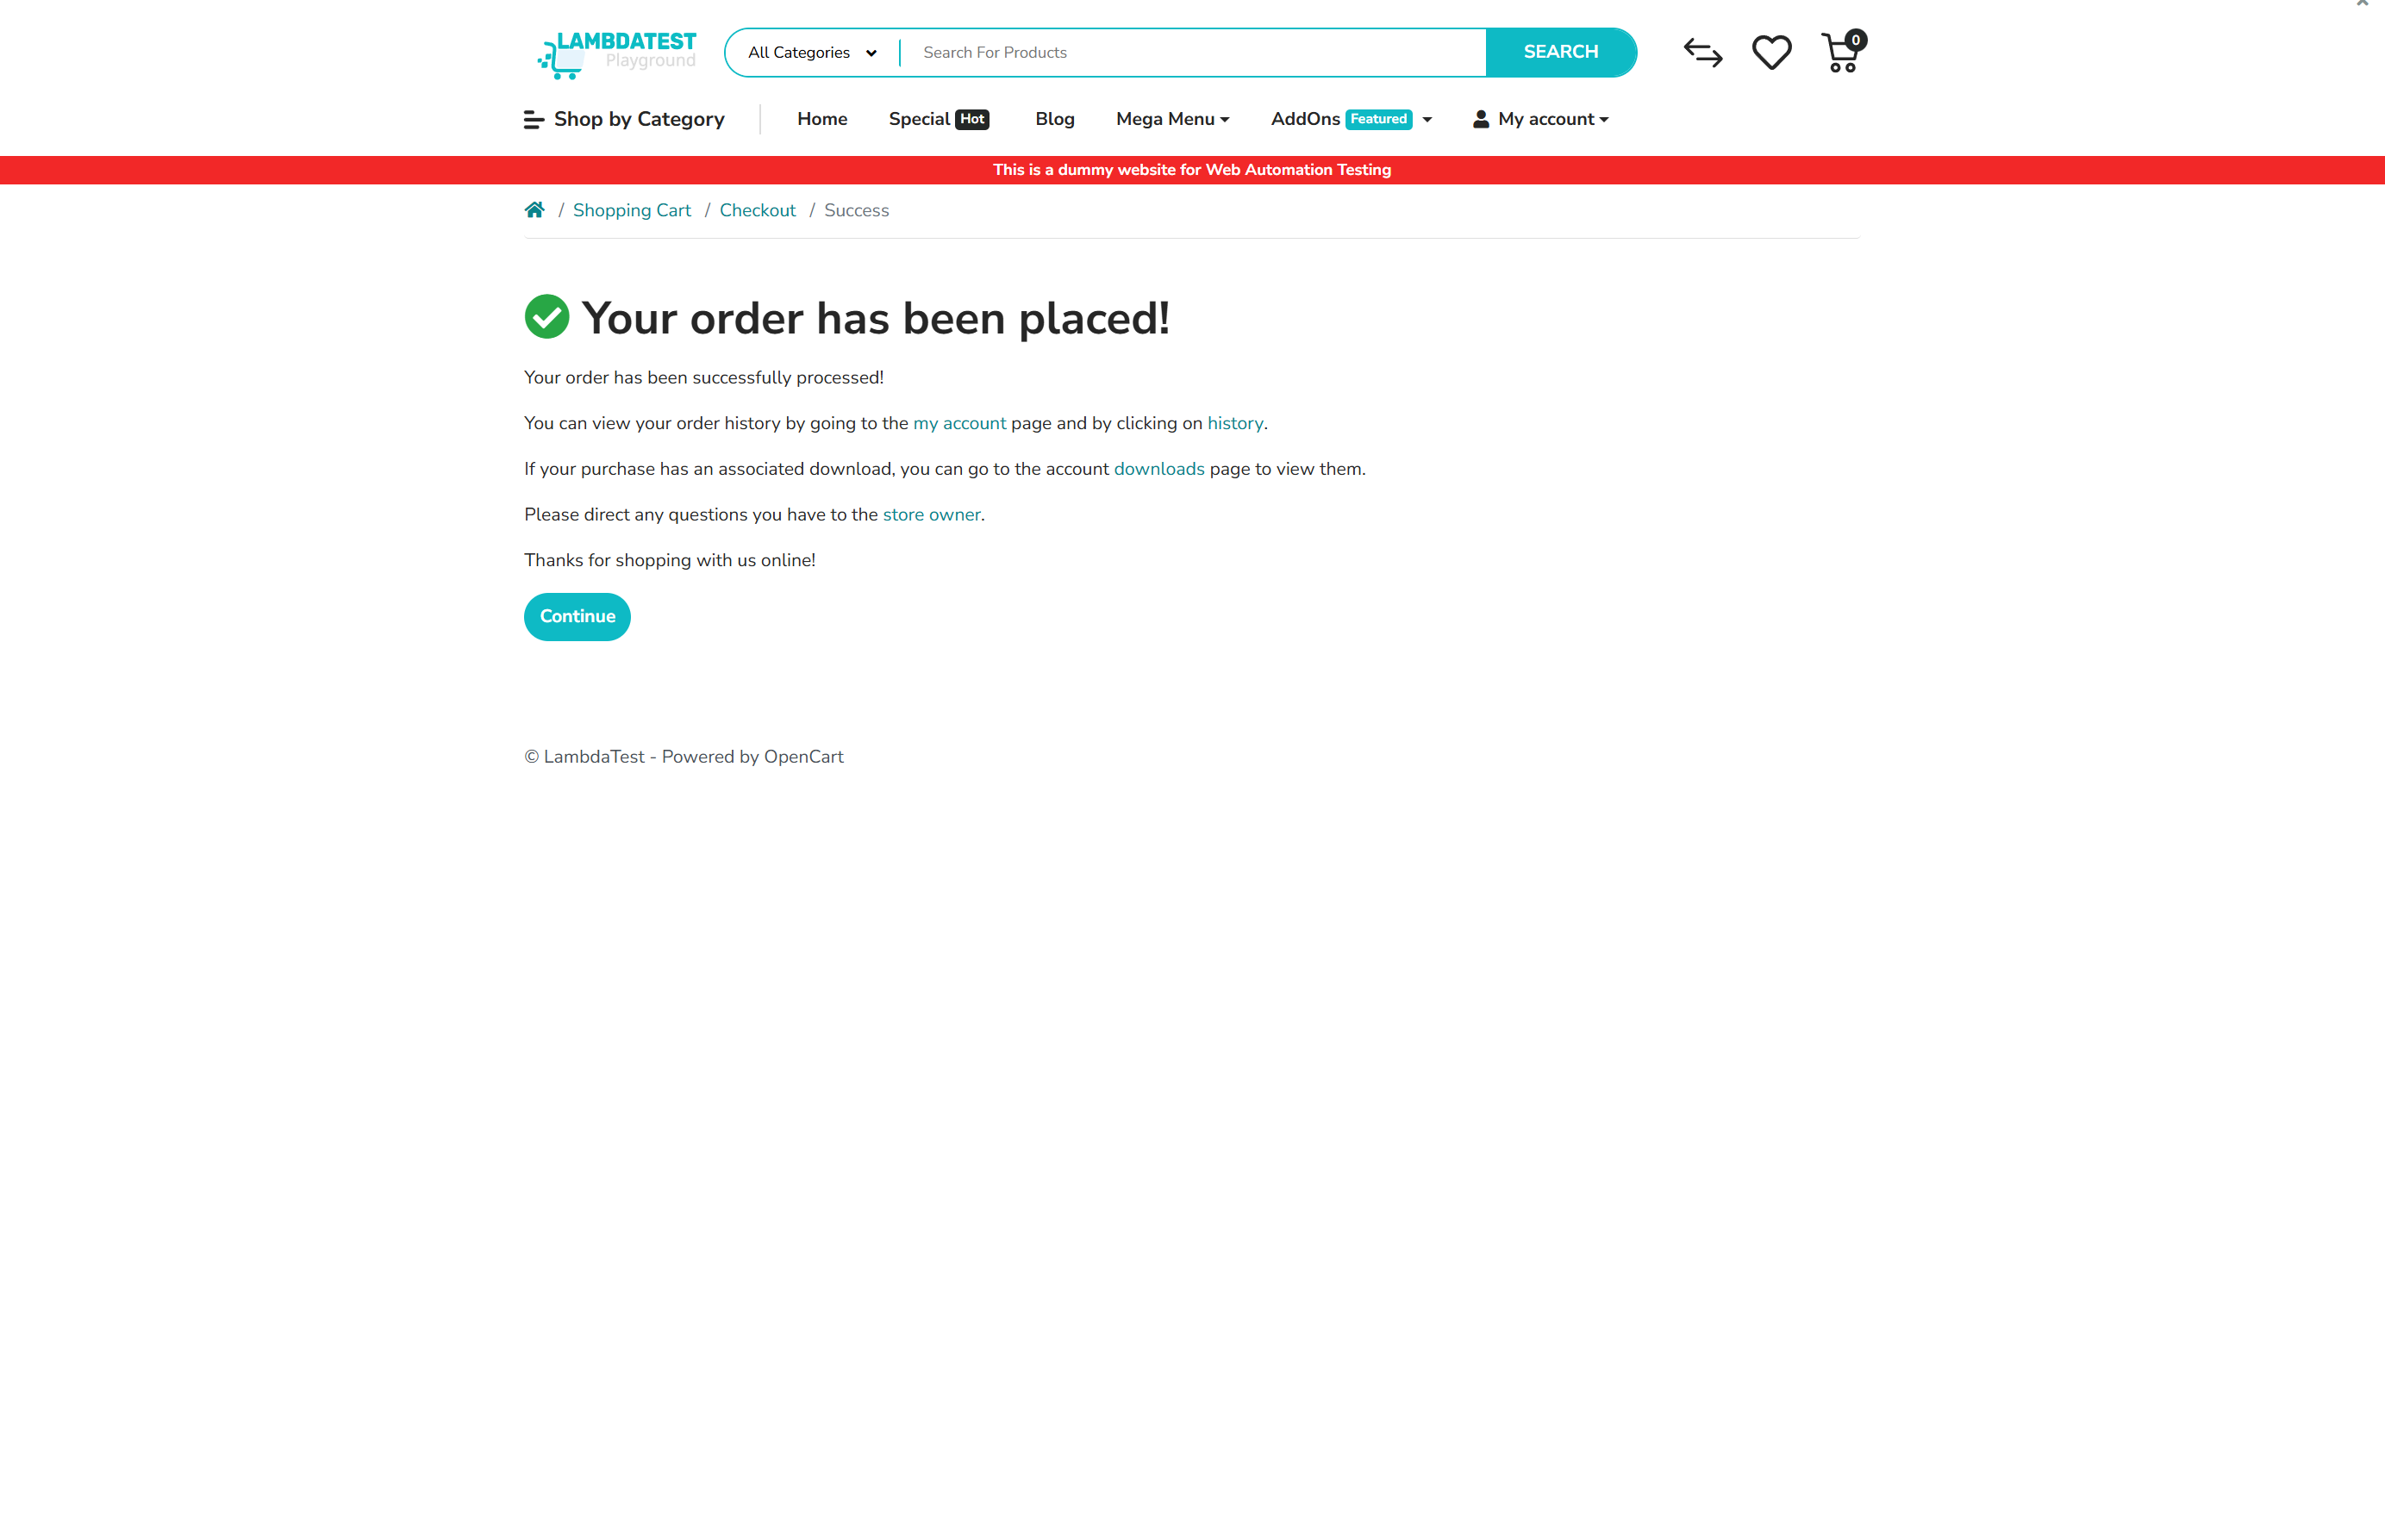 LAMBDATEST
Playground
All Categories Search For Products SEARCH 0
Shop by Category Home Special Hot Blog Mega Menu AddOns Featured My account
This is a dummy website for Web Automation Testing
/ Shopping Cart / Checkout / Success
Your order has been placed!
Your order has been successfully processed!
You can view your order history by going to the my account page and by clicking on history.
If your purchase has an associated download, you can go to the account downloads page to view them.
Please direct any questions you have to the store owner.
Thanks for shopping with us online!
Continue
© LambdaTest - Powered by OpenCart